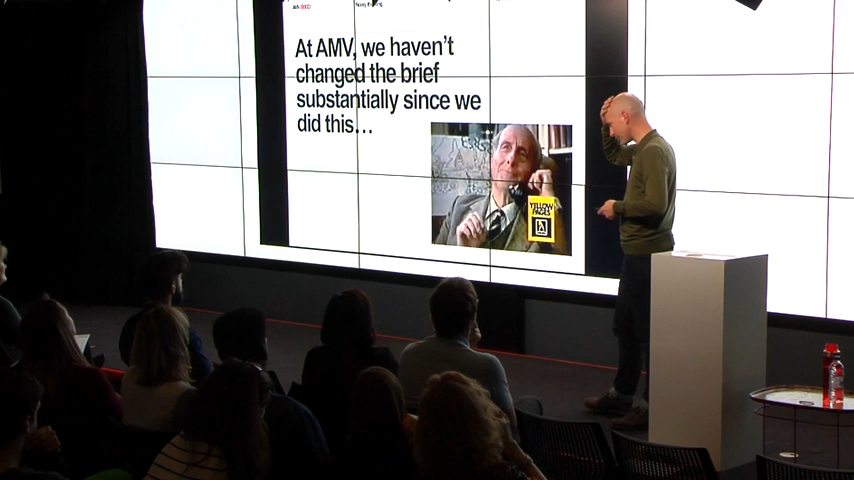 At AMV, we haven't
changed the brief
substantially since we
did this...
YELLOW
PAGES